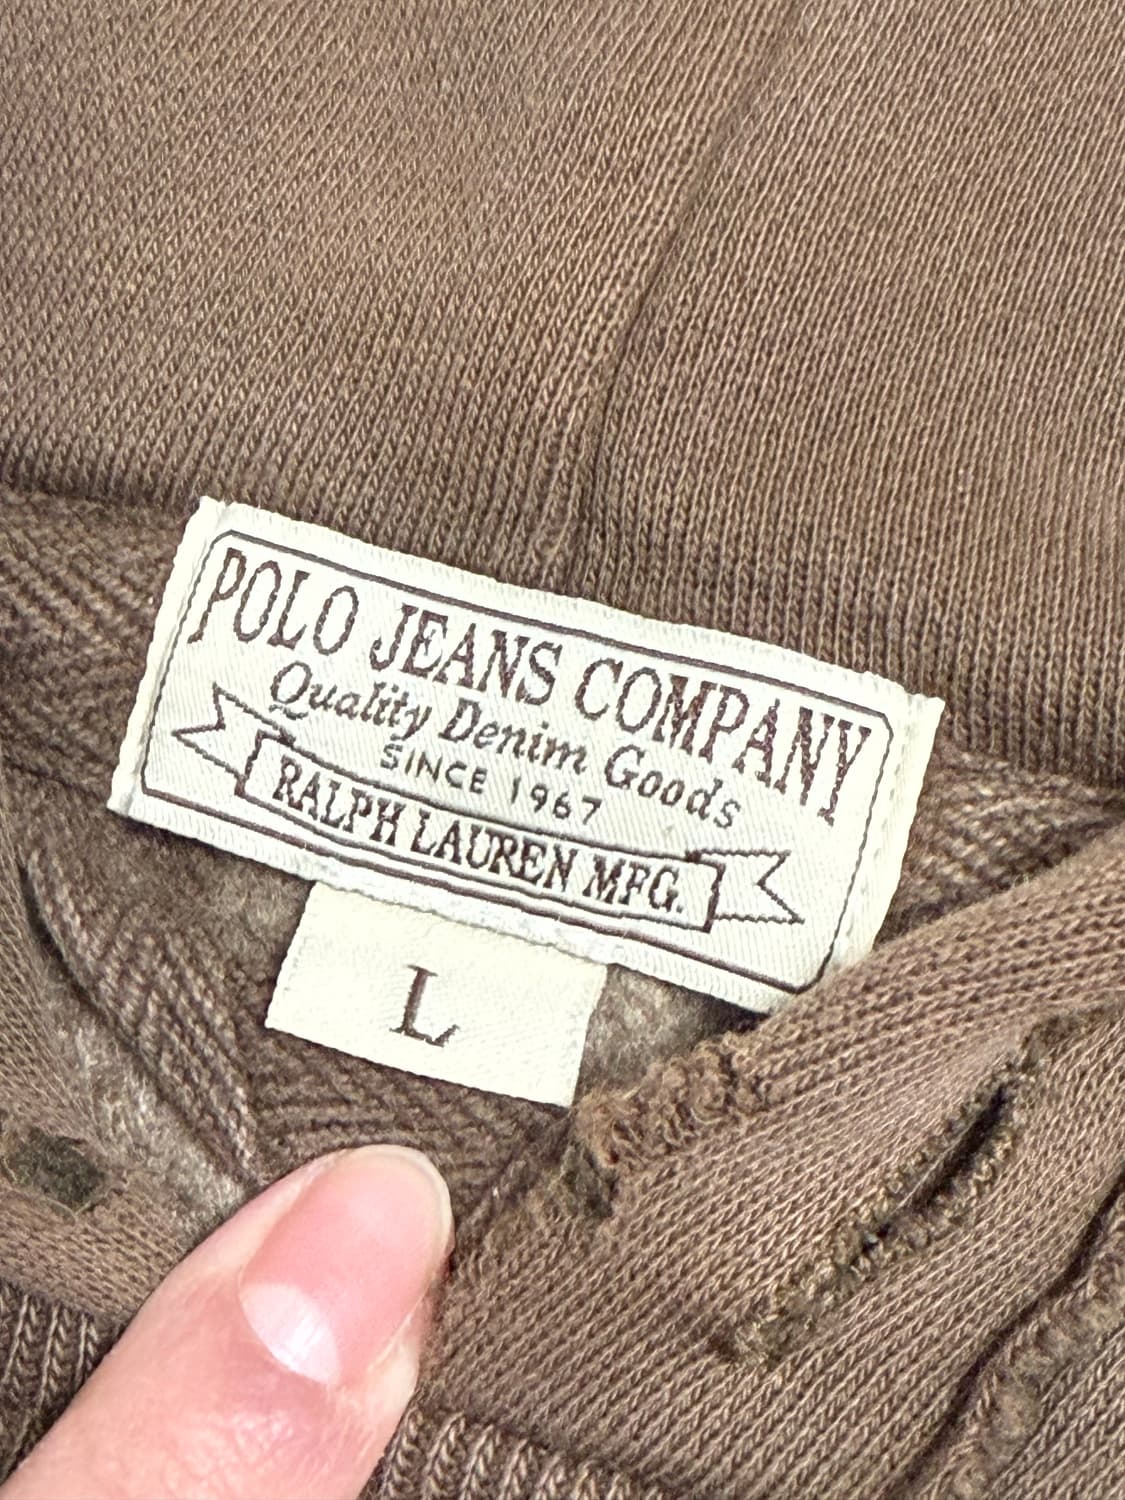 POLO JEANS COMPANY
Quality Denim Goods
SINCE 1967
RALPH LAUREN MFG.
L